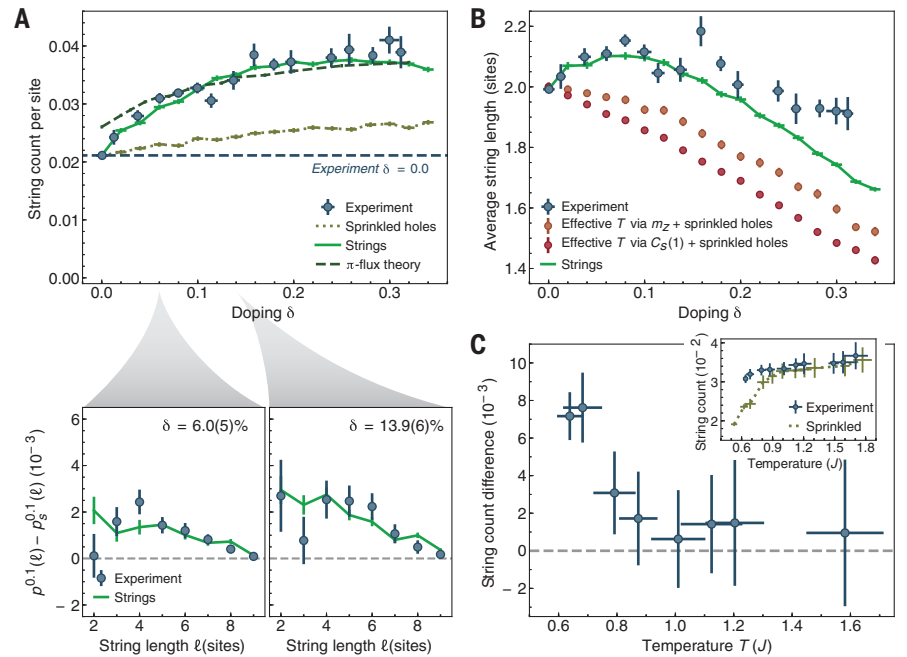 A
String count per site
0.04
0.03
0.02
0.01
0.00
Experiment δ = 0.0
Experiment
Sprinkled holes
Strings
π-flux theory
0.0 0.1 0.2 0.3
Doping δ
B
Average string length (sites)
2.2
2.0
1.8
1.6
1.4
Experiment
Effective T via m_z + sprinkled holes
Effective T via C_s(1) + sprinkled holes
Strings
0.0 0.1 0.2 0.3
Doping δ
p^0.1(ℓ) − p_s^0.1(ℓ) (10^−3)
6
4
2
0
−2
δ = 6.0(5)%
Experiment
Strings
2 4 6 8
String length ℓ(sites)
δ = 13.9(6)%
2 4 6 8
String length ℓ(sites)
C
String count difference (10^−3)
10
8
6
4
2
0
−2
0.6 0.8 1.0 1.2 1.4 1.6
Temperature T (J)
String count (10^−2)
4
3
2
Experiment
Sprinkled
0.6 0.9 1.2 1.5 1.8
Temperature (J)